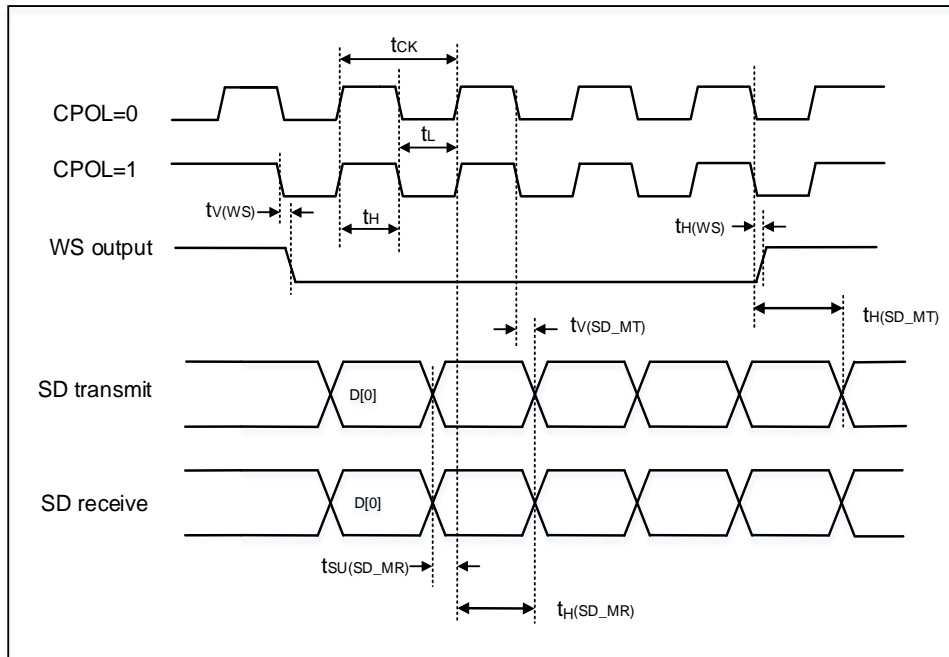 tCK
CPOL=0
tL
CPOL=1
tV(WS)
tH
tH(WS)
WS output
tV(SD_MT)
tH(SD_MT)
SD transmit
D[0]
SD receive
D[0]
tSU(SD_MR)
tH(SD_MR)